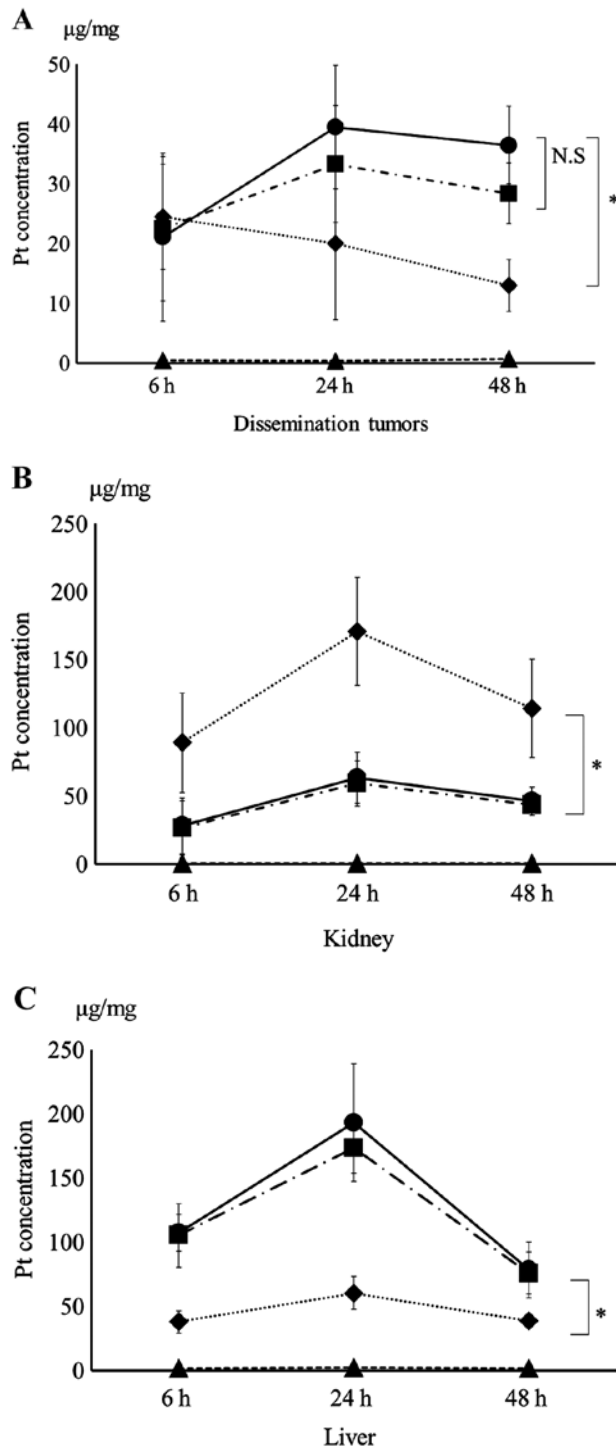 A
µg/mg
50
40
30
20
10
0
Pt concentration
N.S
*
6 h 24 h 48 h
Dissemination tumors
B
µg/mg
250
200
150
100
50
0
Pt concentration
*
6 h 24 h 48 h
Kidney
C
µg/mg
250
200
150
100
50
0
Pt concentration
*
6 h 24 h 48 h
Liver